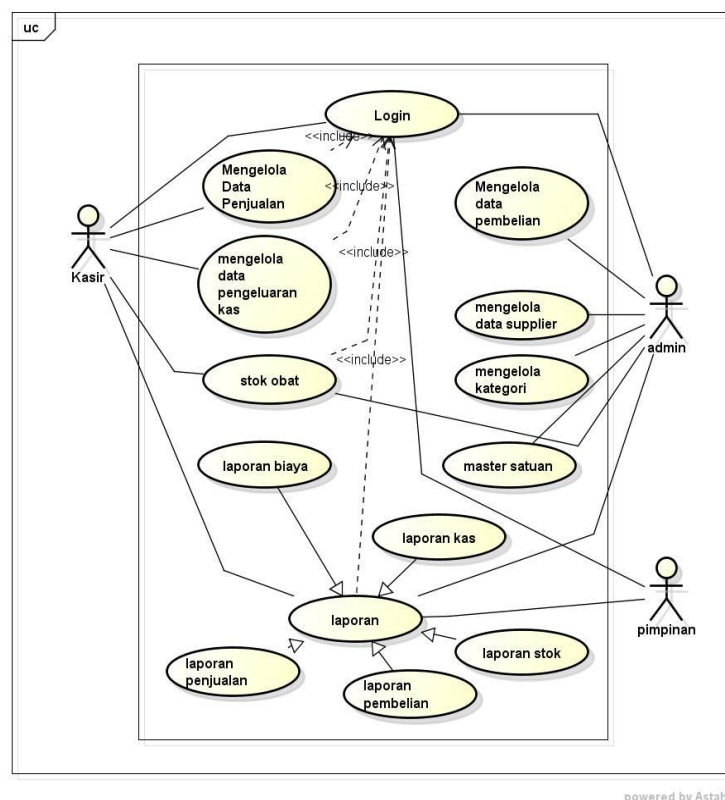 uc
Login
<<include>>
Mengelola
Data
Penjualan
<<include>>
Mengelola
data
pembelian
Kasir
mengelola
data
pengeluaran
kas
<<include>>
mengelola
data supplier
admin
<<include>>
stok obat
mengelola
kategori
laporan biaya
master satuan
laporan kas
laporan
pimpinan
laporan
penjualan
laporan stok
laporan
pembelian
powered by Astah